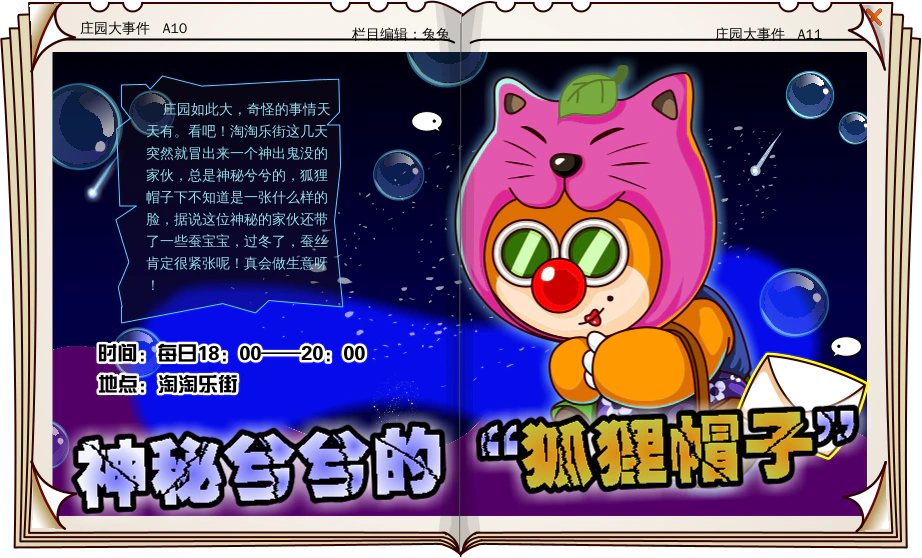 庄园大事件 A10
栏目编辑：兔兔
庄园大事件 A11
庄园如此大，奇怪的事情天
天有。看吧！淘淘乐街这几天
突然就冒出来一个神出鬼没的
家伙，总是神秘兮兮的，狐狸
帽子下不知道是一张什么样的
脸，据说这位神秘的家伙还带
了一些蚕宝宝，过冬了，蚕丝
肯定很紧张呢！真会做生意呀
！
时间：每日18：00——20：00
地点：淘淘乐街
神秘兮兮的“狐狸帽子”